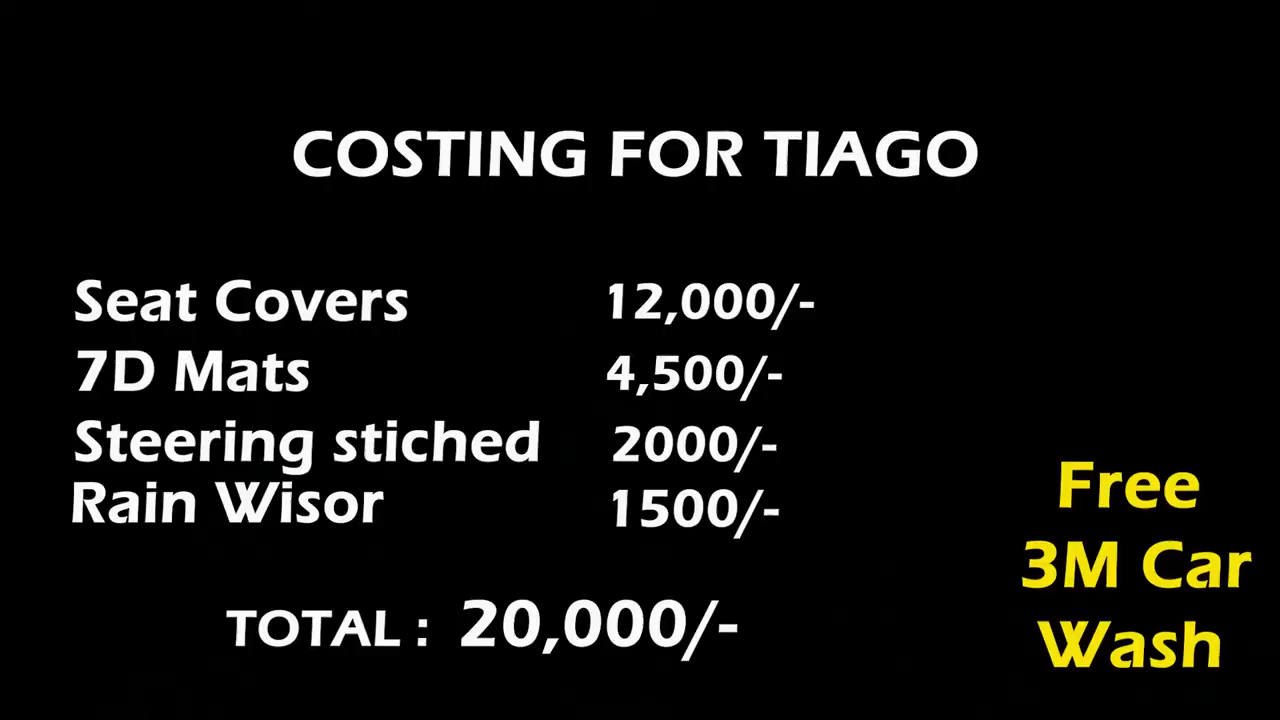 COSTING FOR TIAGO
Seat Covers 12,000/-
7D Mats 4,500/-
Steering stiched 2000/-
Rain Wisor 1500/-
TOTAL : 20,000/-
Free
3M Car
Wash